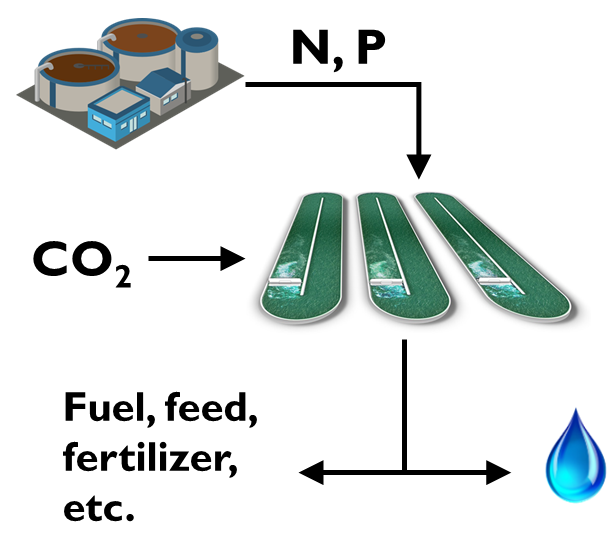 N, P
CO₂
Fuel, feed,
fertilizer,
etc.